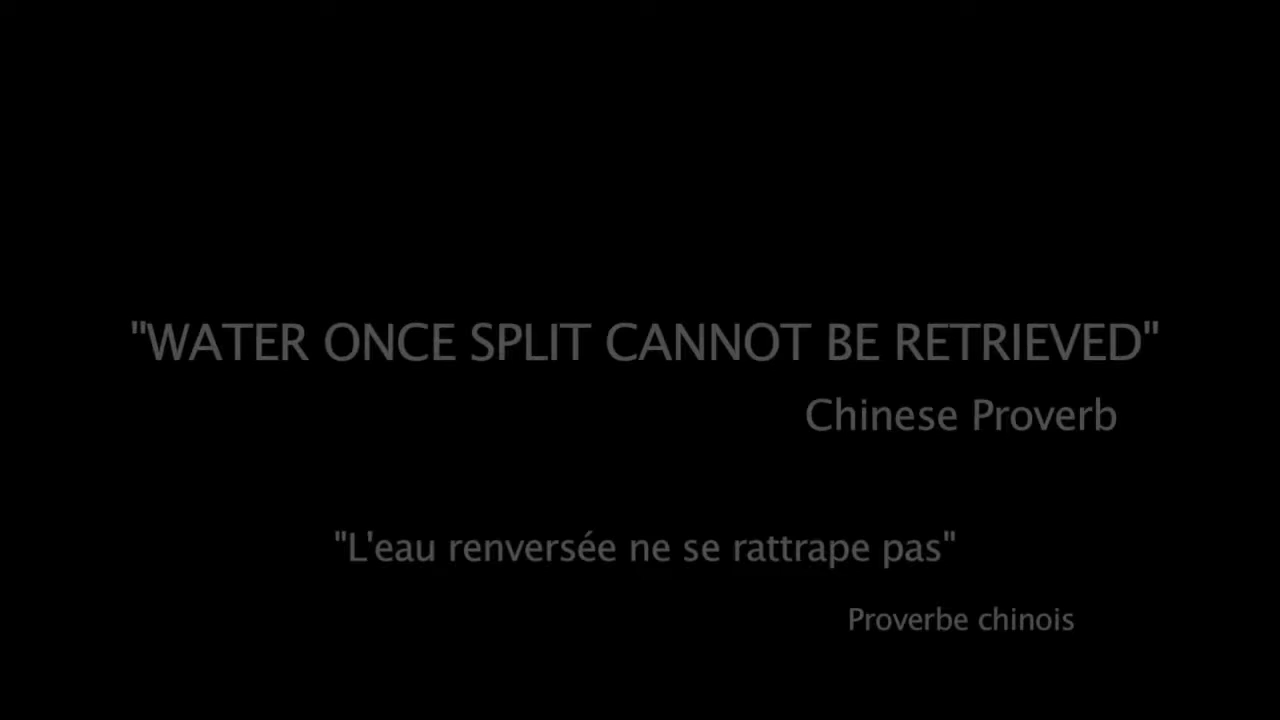 "WATER ONCE SPLIT CANNOT BE RETRIEVED"
Chinese Proverb
"L'eau renversée ne se rattrape pas"
Proverbe chinois